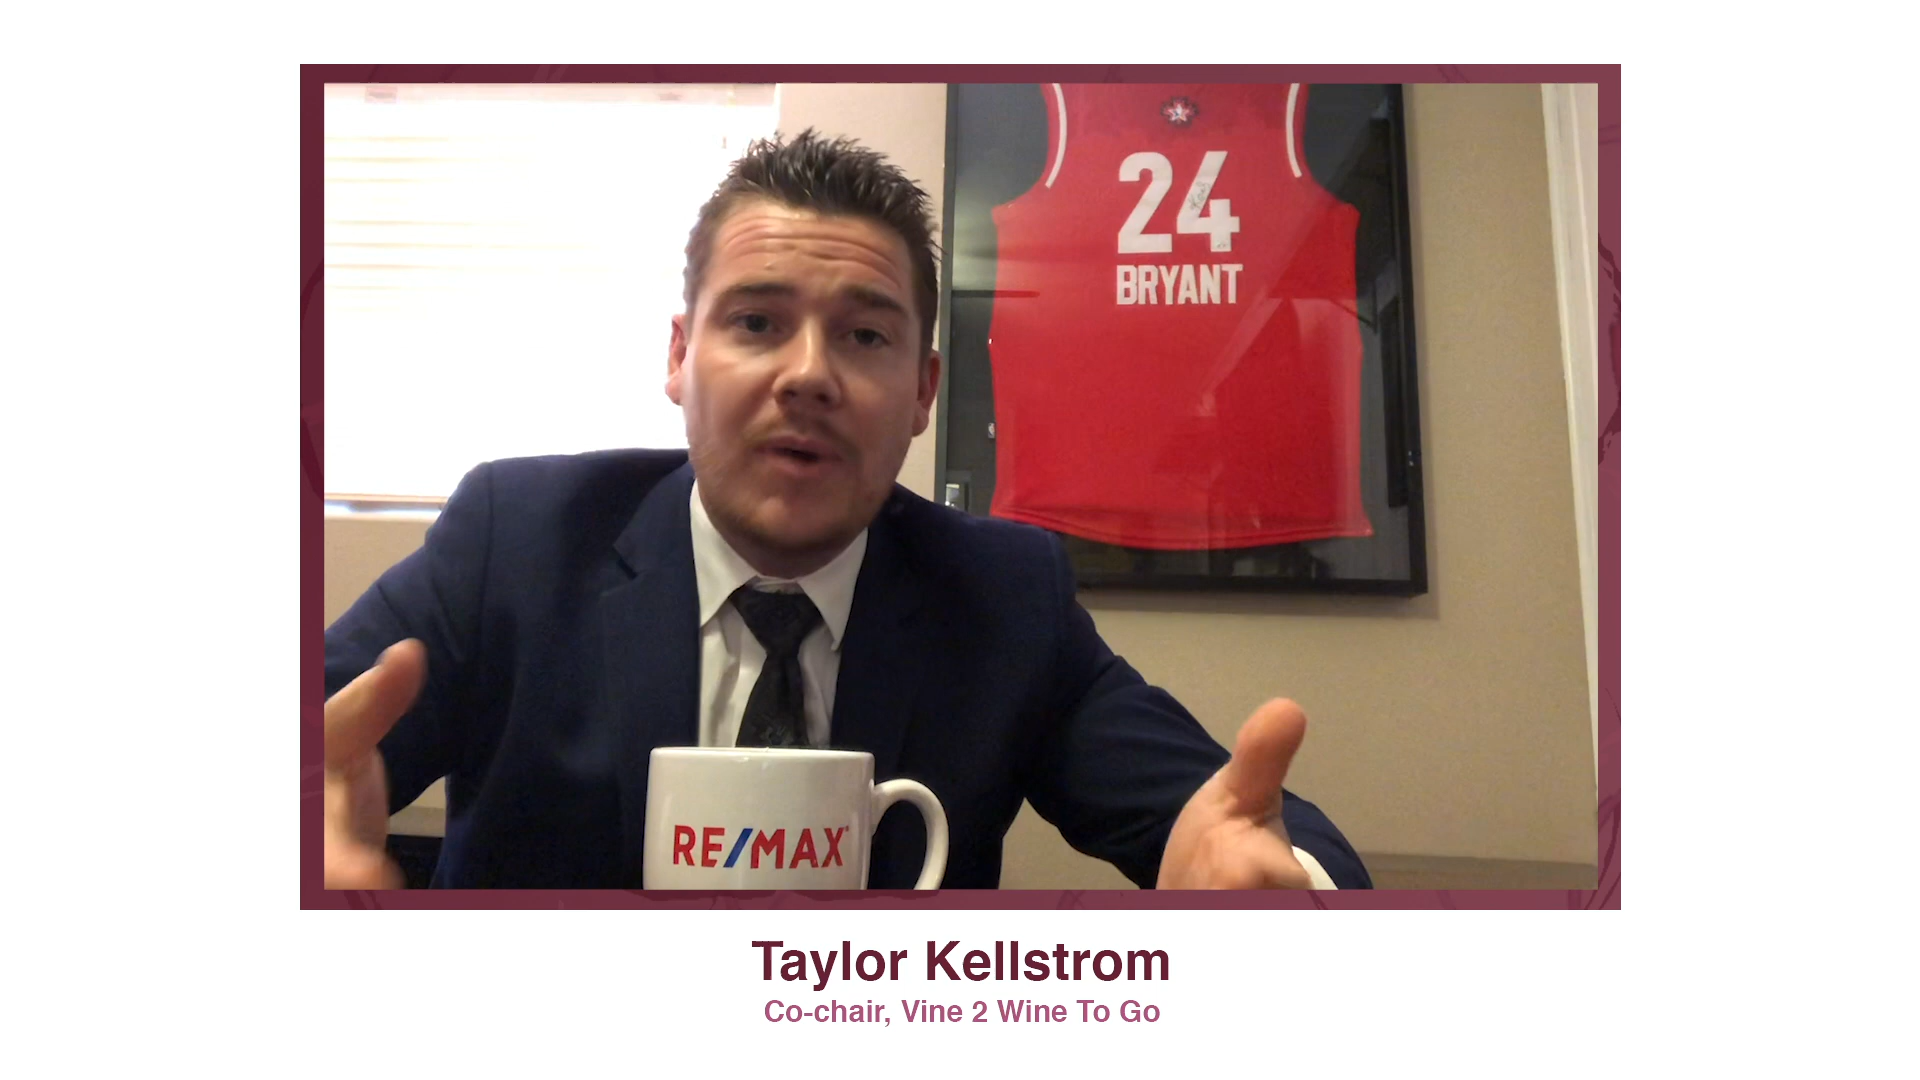 24
BRYANT
RE/MAX
Taylor Kellstrom
Co-chair, Vine 2 Wine To Go